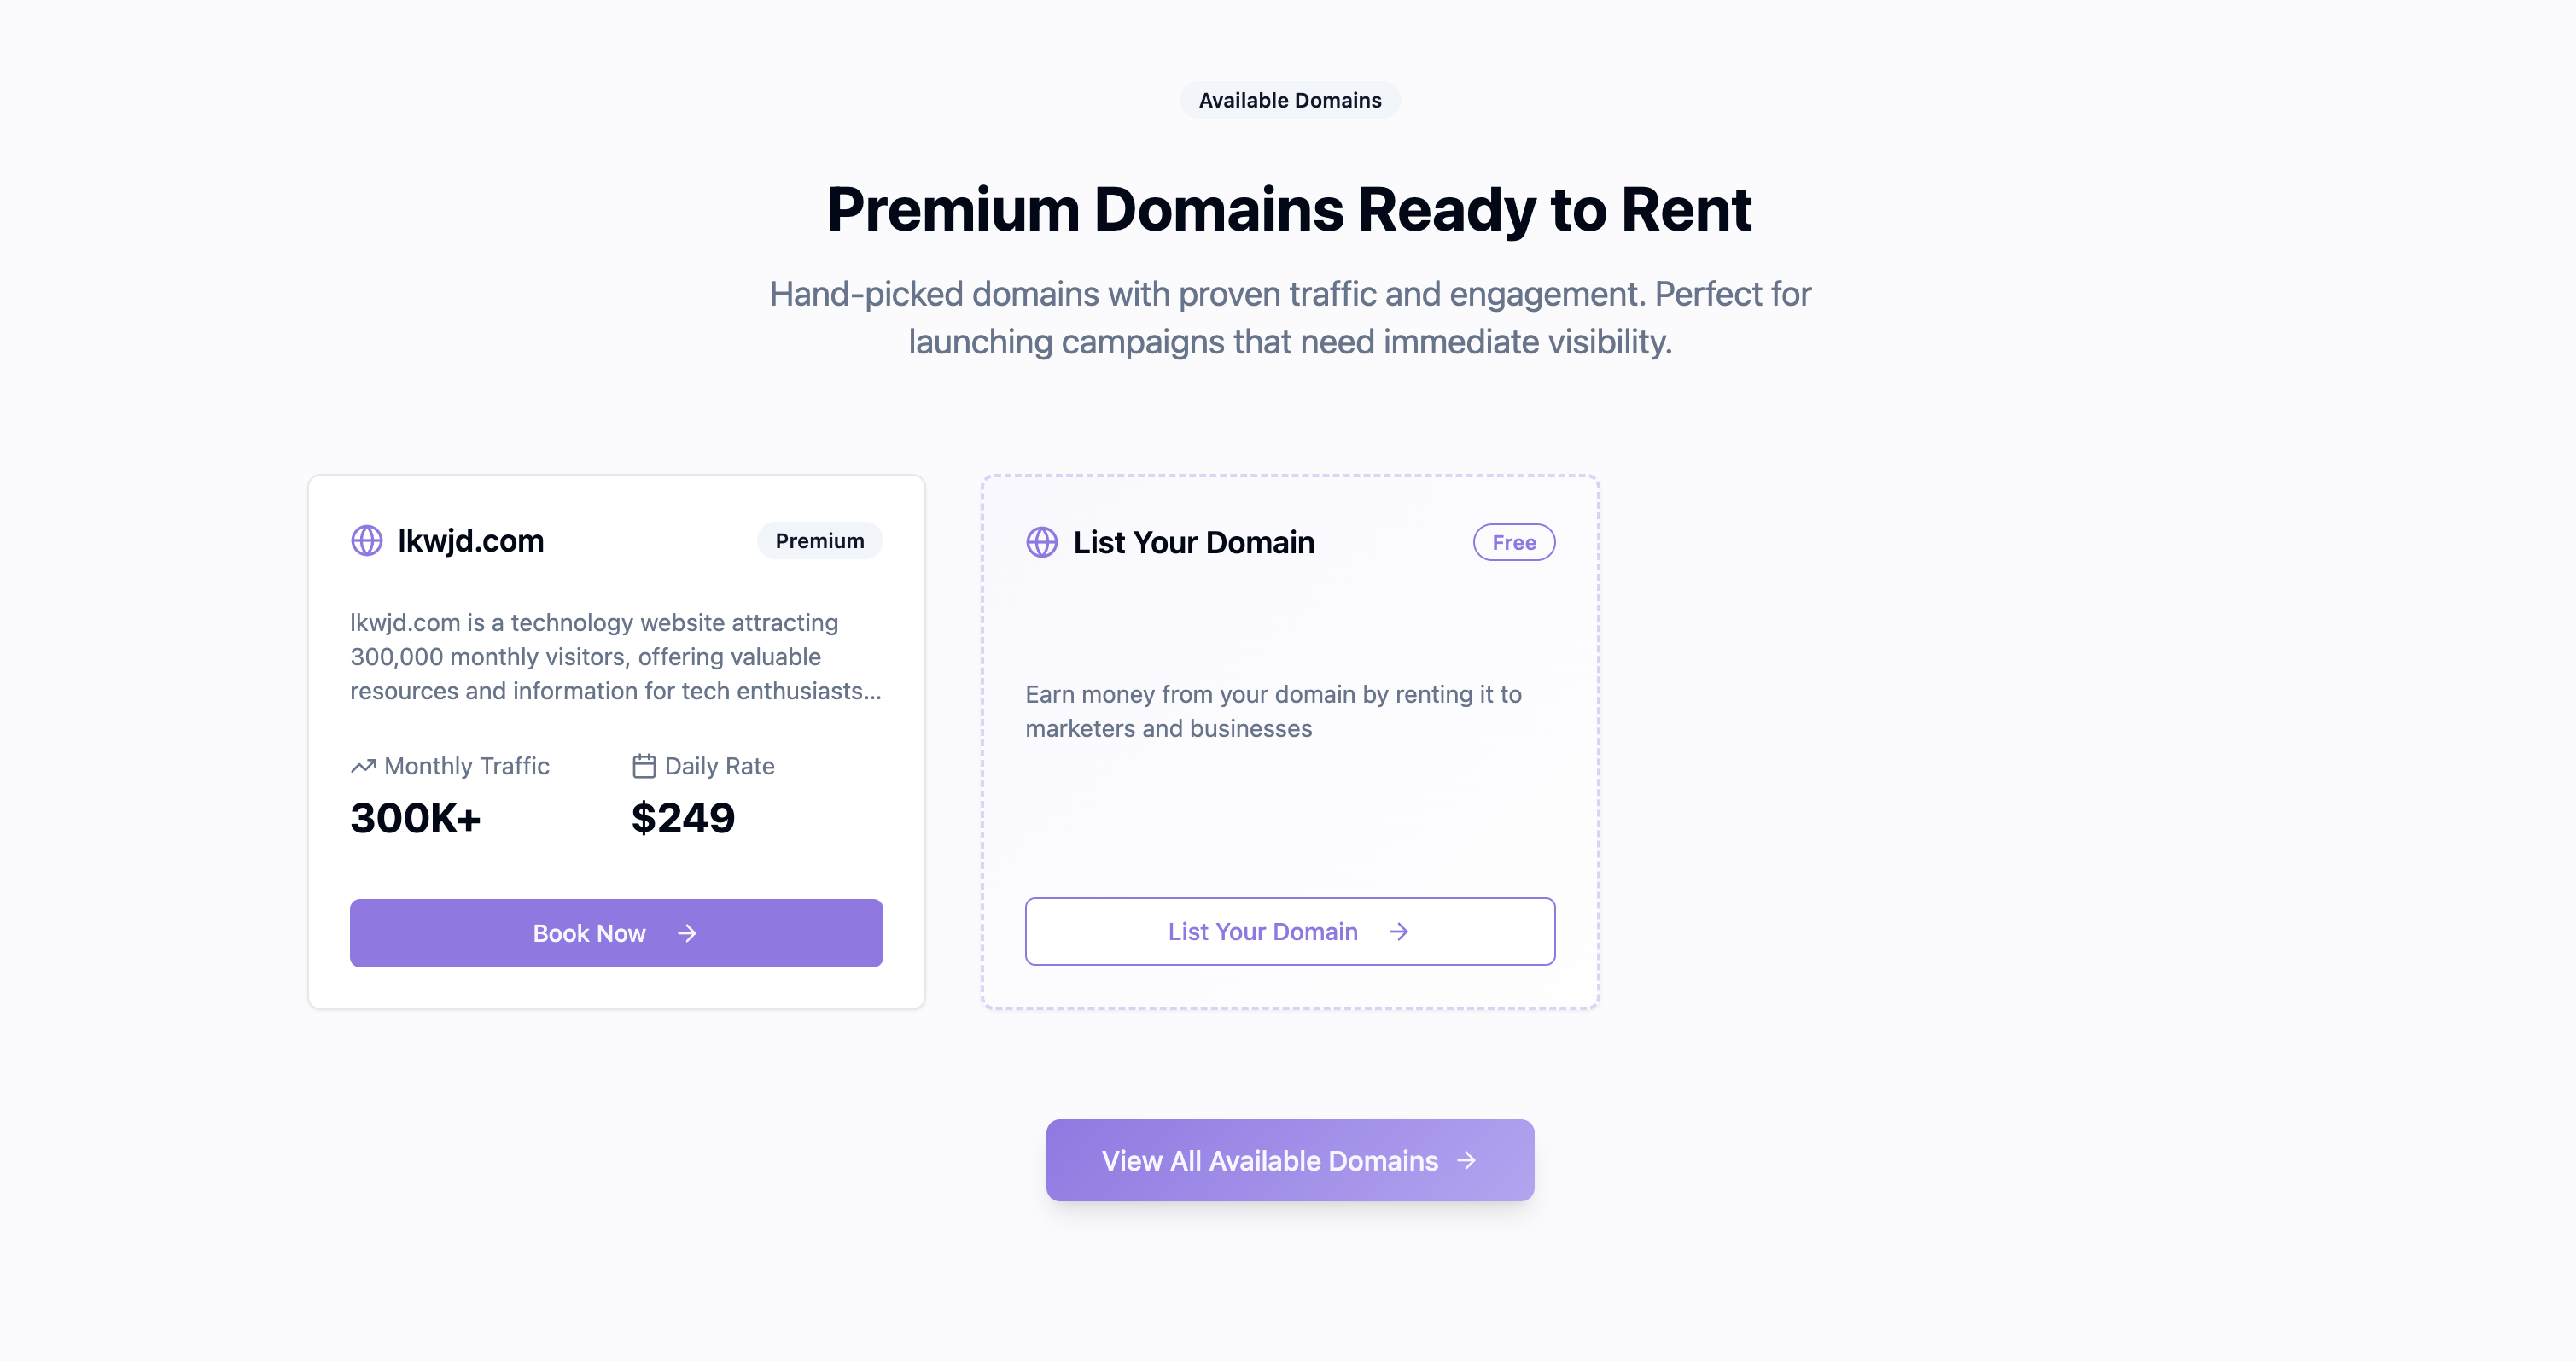 Available Domains
Premium Domains Ready to Rent
Hand-picked domains with proven traffic and engagement. Perfect for
launching campaigns that need immediate visibility.
lkwjd.com
Premium
lkwjd.com is a technology website attracting
300,000 monthly visitors, offering valuable
resources and information for tech enthusiasts...
Monthly Traffic
300K+
Daily Rate
$249
Book Now
List Your Domain
Free
Earn money from your domain by renting it to
marketers and businesses
List Your Domain
View All Available Domains